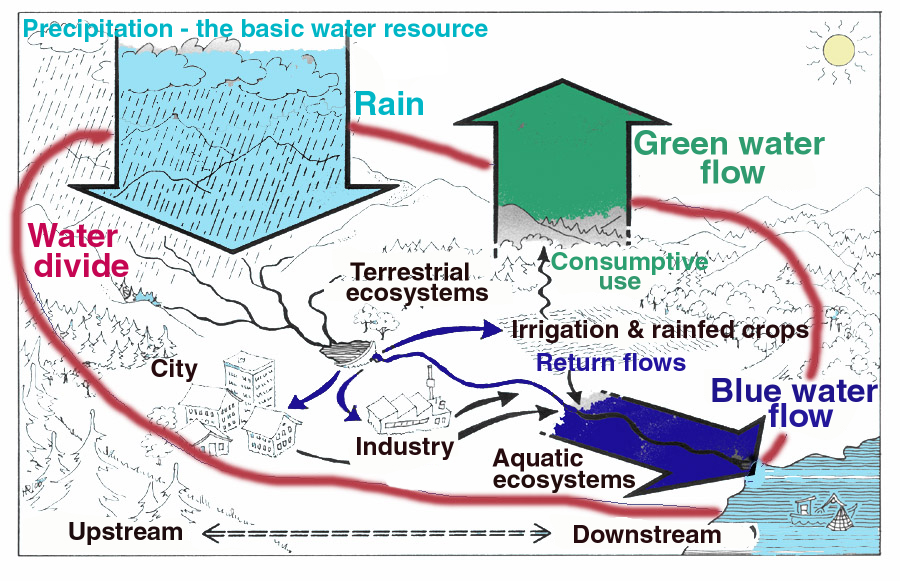 Precipitation - the basic water resource
Rain
Green water
flow
Water
divide
Terrestrial
ecosystems
Consumptive
use
Irrigation & rainfed crops
City
Return flows
Blue water
flow
Industry
Aquatic
ecosystems
Upstream
Downstream